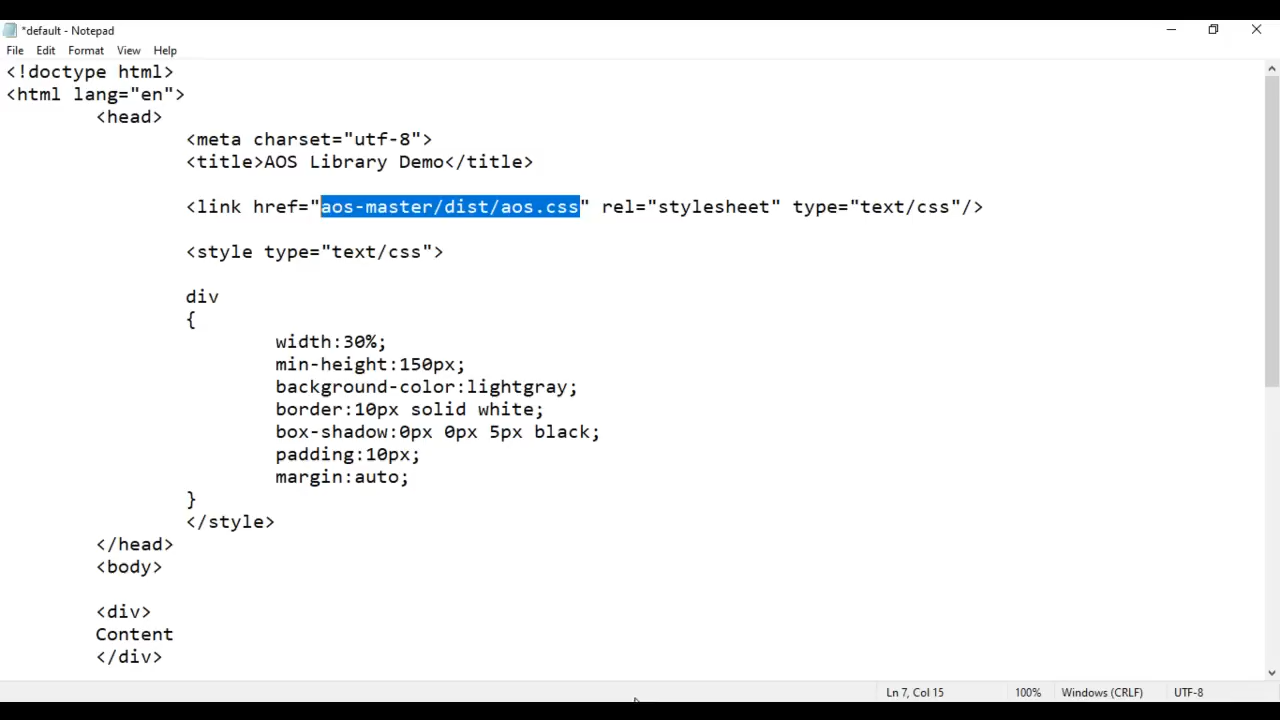 *default - Notepad
File Edit Format View Help
<!doctype html>
<html lang="en">
<head>
<meta charset="utf-8">
<title>AOS Library Demo</title>
<link href="aos-master/dist/aos.css" rel="stylesheet" type="text/css"/>
<style type="text/css">
div
{
width:30%;
min-height:150px;
background-color:lightgray;
border:10px solid white;
box-shadow:0px 0px 5px black;
padding:10px;
margin:auto;
}
</style>
</head>
<body>
<div>
Content
</div>
Ln 7, Col 15 100% Windows (CRLF) UTF-8